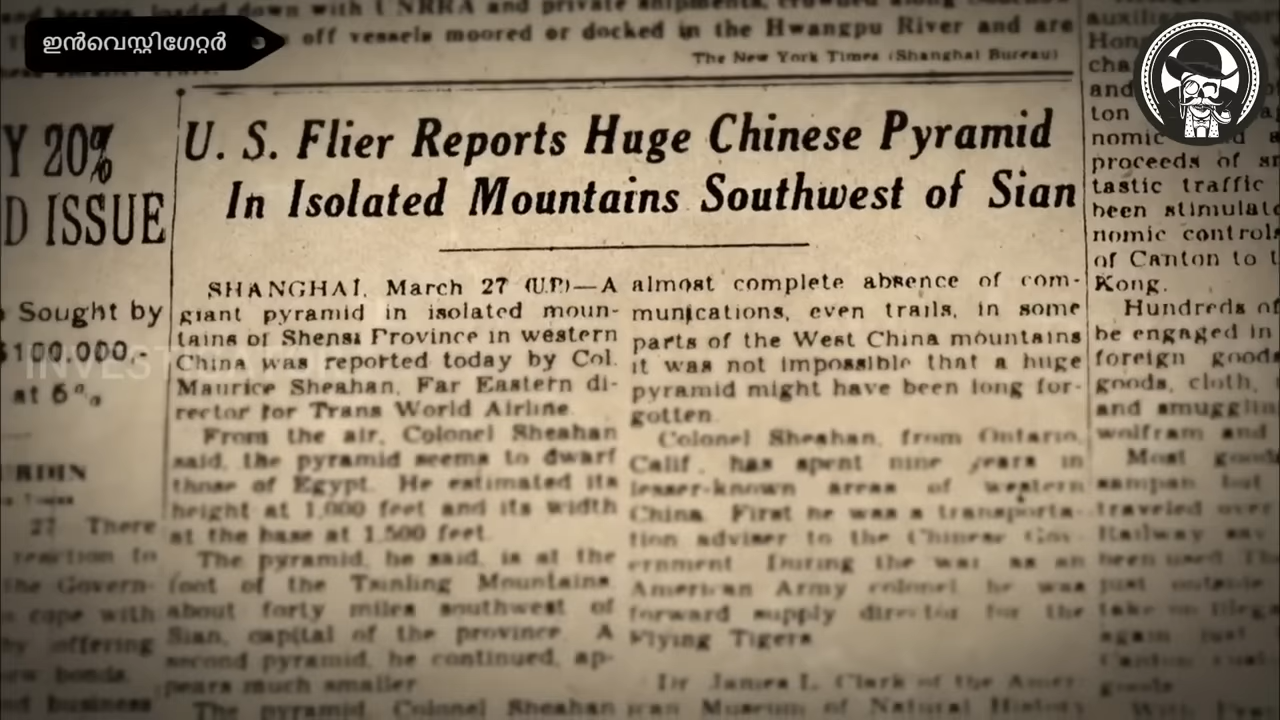 ഇൻവെസ്റ്റിഗേറ്റർ
loaded down with UNRRA and private shipments, crowded along
off vessels moored or docked in the Hwangpu River and are
The New York Times (Shanghai Bureau)
Y 20%
D ISSUE
Sought by
$100,000,-
at 6%
27 There
reaction to
the Govern-
cope with
by offering
bonds.
and business
U. S. Flier Reports Huge Chinese Pyramid
In Isolated Mountains Southwest of Sian
SHANGHAI, March 27 (U.P.)—A
giant pyramid in isolated moun-
tains of Shensi Province in western
China was reported today by Col.
Maurice Sheahan, Far Eastern di-
rector for Trans World Airline.
From the air, Colonel Sheahan
said, the pyramid seems to dwarf
those of Egypt. He estimated its
height at 1,000 feet and its width
at the base at 1,500 feet.
The pyramid, he said, is at the
foot of the Tsinling Mountains
about forty miles southwest of
Sian, capital of the province. A
second pyramid, he continued, ap-
pears much smaller.
The pyramid, Colonel Sheahan
almost complete absence of com-
munications, even trails, in some
parts of the West China mountains
it was not impossible that a huge
pyramid might have been long for-
gotten.
Colonel Sheahan, from Ontario,
Calif., has spent nine years in
lesser-known areas of western
China. First he was a transporta-
tion adviser to the Chinese Gov-
ernment. During the war as an
American Army colonel he was
forward supply director for the
Flying Tigers.
Dr. James L. Clark of the Amer-
ican Museum of Natural History
Hon
cha
and
ton
nomic
proceeds of
tastic traffic
been stimulate
nomic controls
of Canton to t
Kong.
Hundreds of
be engaged in
foreign goods
goods, cloth,
and smuggling
wolfram and
Most goods
sampan but
traveled over
Railway
been used
just outside
again just
goods
INVEST